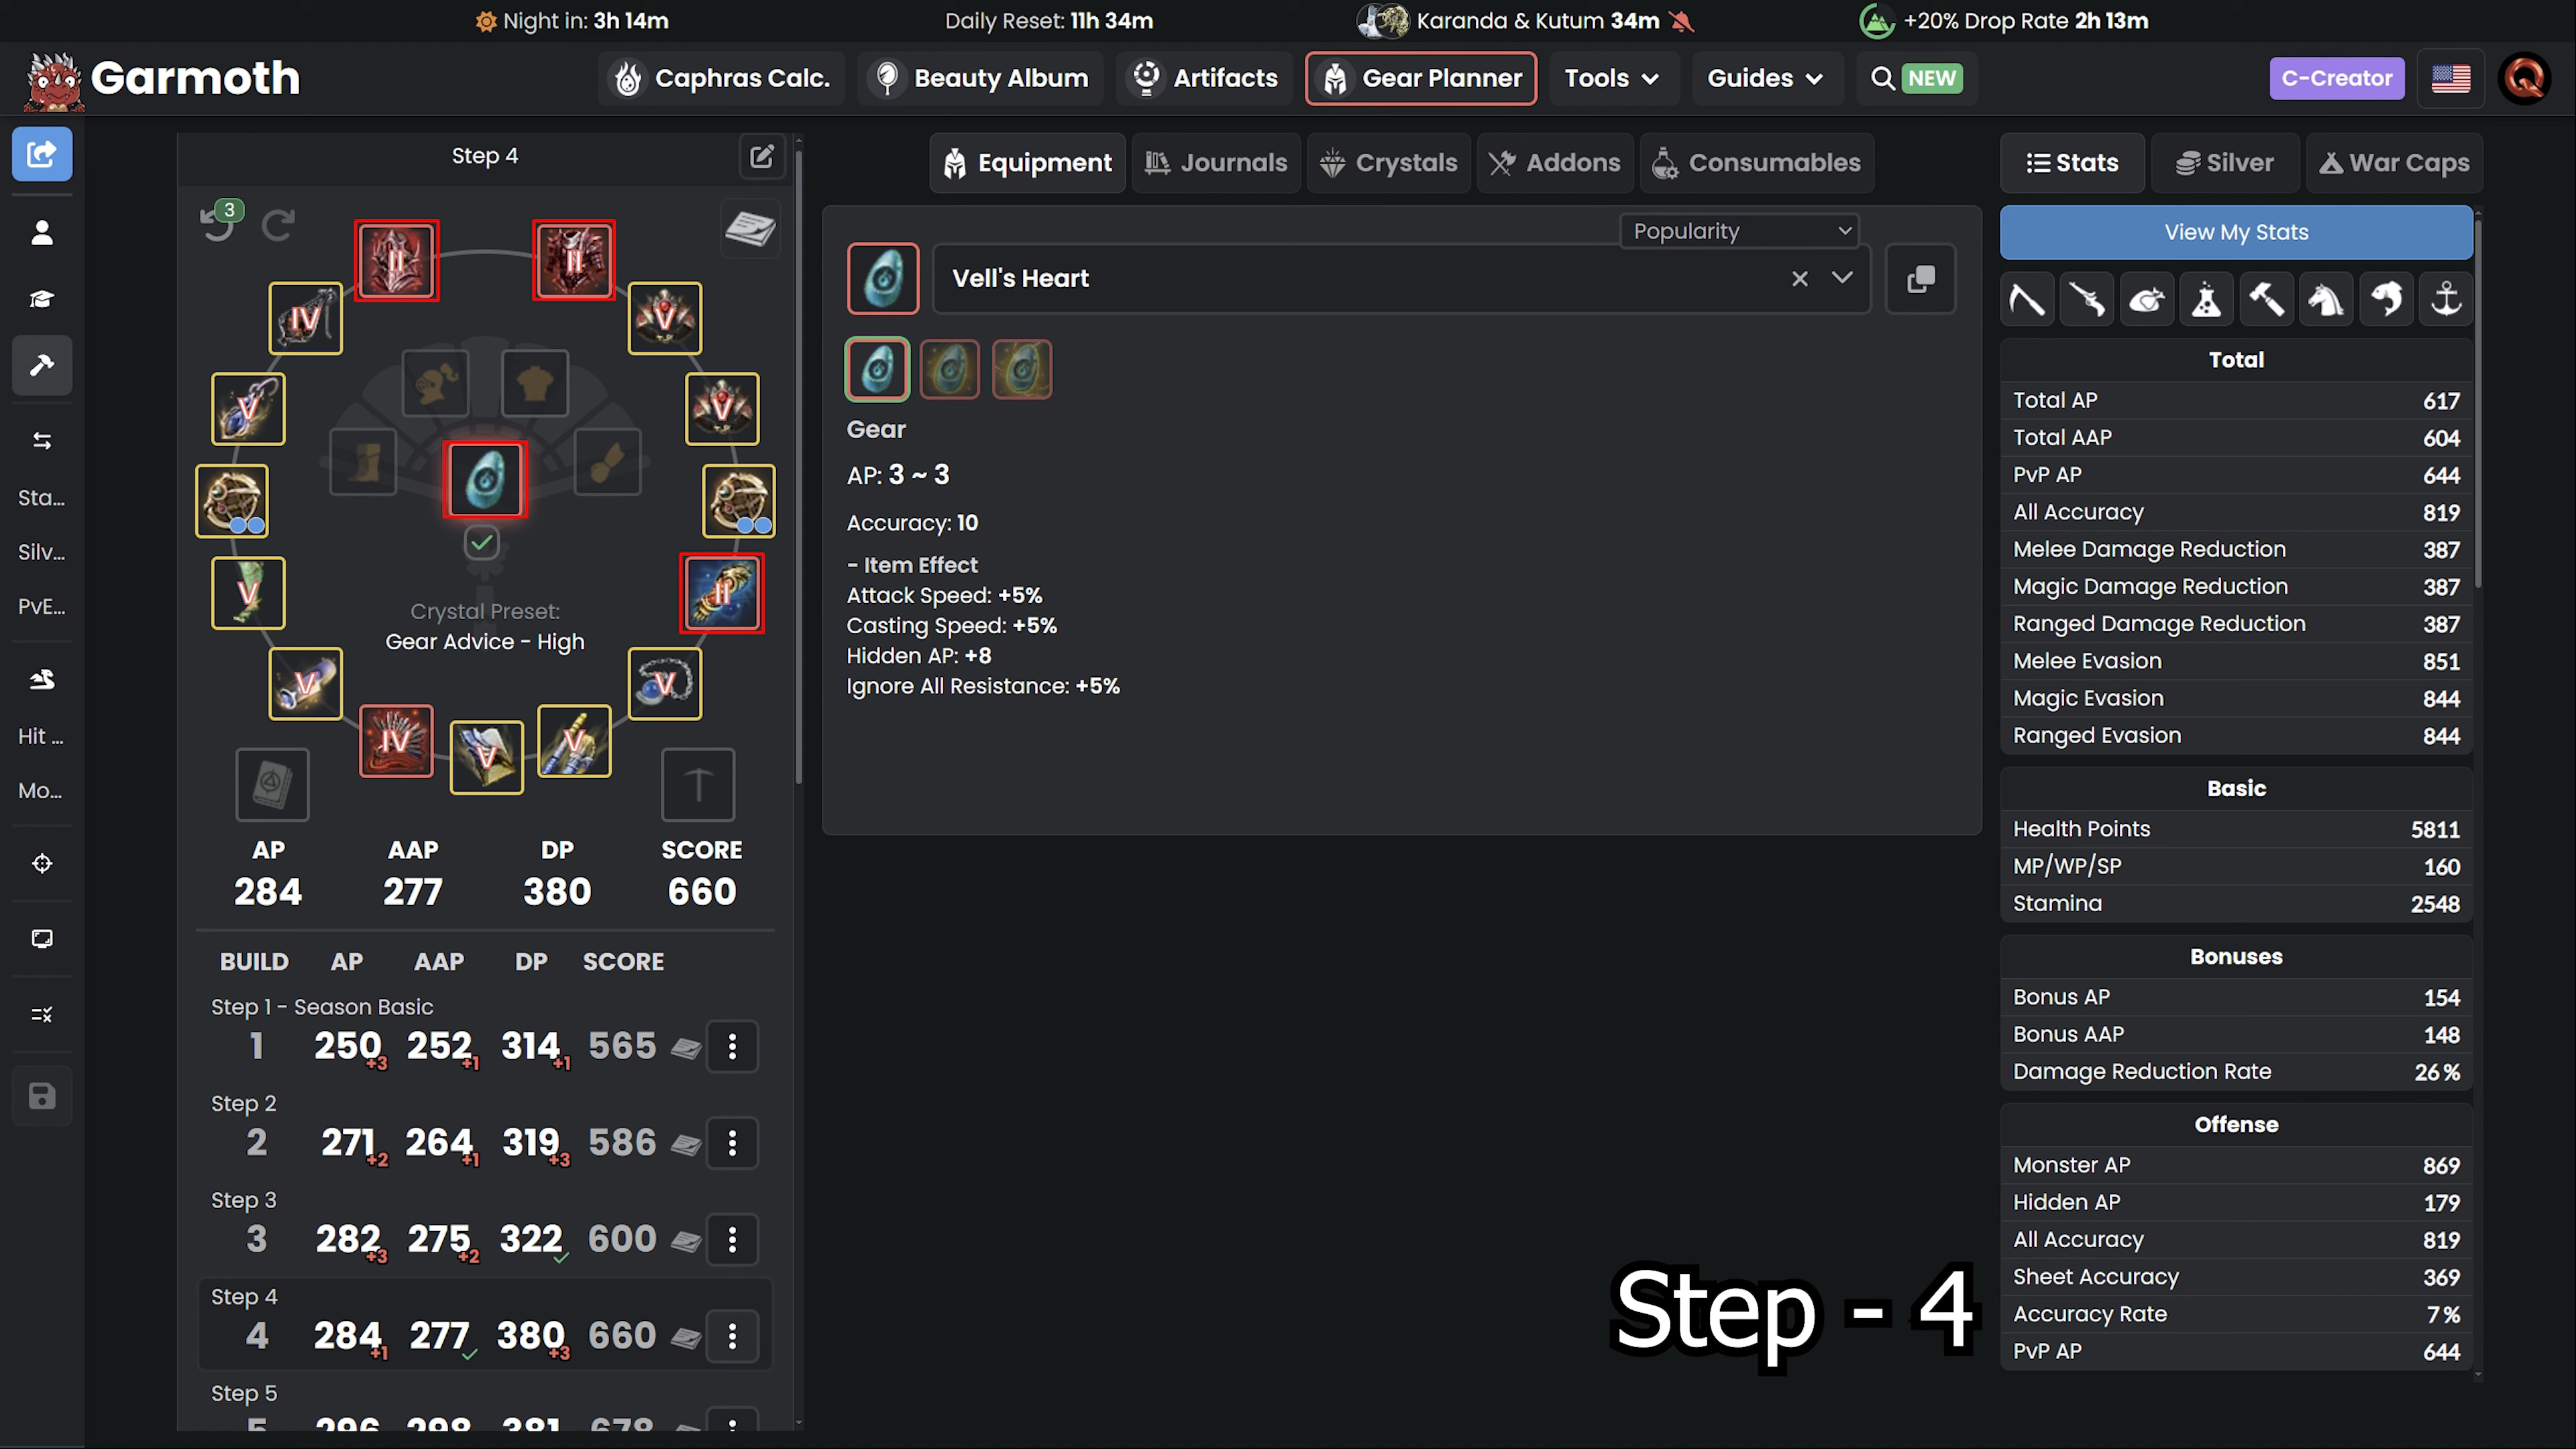 Night in: 3h 14m
Daily Reset: 11h 34m
Karanda & Kutum 34m
+20% Drop Rate 2h 13m
Garmoth
Caphras Calc.
Beauty Album
Artifacts
Gear Planner
Tools
Guides
NEW
C-Creator
Sta...
Silv...
PvE...
Hit ...
Mo...
Step 4
3
II
II
IV
V
V
V
V
II
V
V
IV
V
V
Crystal Preset:
Gear Advice - High
AP AAP DP SCORE
284 277 380 660
BUILD AP AAP DP SCORE
Step 1 - Season Basic
1 250 +3 252 +1 314 +1 565
Step 2
2 271 +2 264 +1 319 +3 586
Step 3
3 282 +3 275 +2 322 600
Step 4
4 284 +1 277 380 +3 660
Step 5
5 296 298 381 678
Equipment
Journals
Crystals
Addons
Consumables
Popularity
Vell's Heart
Gear
AP: 3 ~ 3
Accuracy: 10
- Item Effect
Attack Speed: +5%
Casting Speed: +5%
Hidden AP: +8
Ignore All Resistance: +5%
Step - 4
Stats
Silver
War Caps
View My Stats
Total
Total AP 617
Total AAP 604
PvP AP 644
All Accuracy 819
Melee Damage Reduction 387
Magic Damage Reduction 387
Ranged Damage Reduction 387
Melee Evasion 851
Magic Evasion 844
Ranged Evasion 844
Basic
Health Points 5811
MP/WP/SP 160
Stamina 2548
Bonuses
Bonus AP 154
Bonus AAP 148
Damage Reduction Rate 26%
Offense
Monster AP 869
Hidden AP 179
All Accuracy 819
Sheet Accuracy 369
Accuracy Rate 7%
PvP AP 644